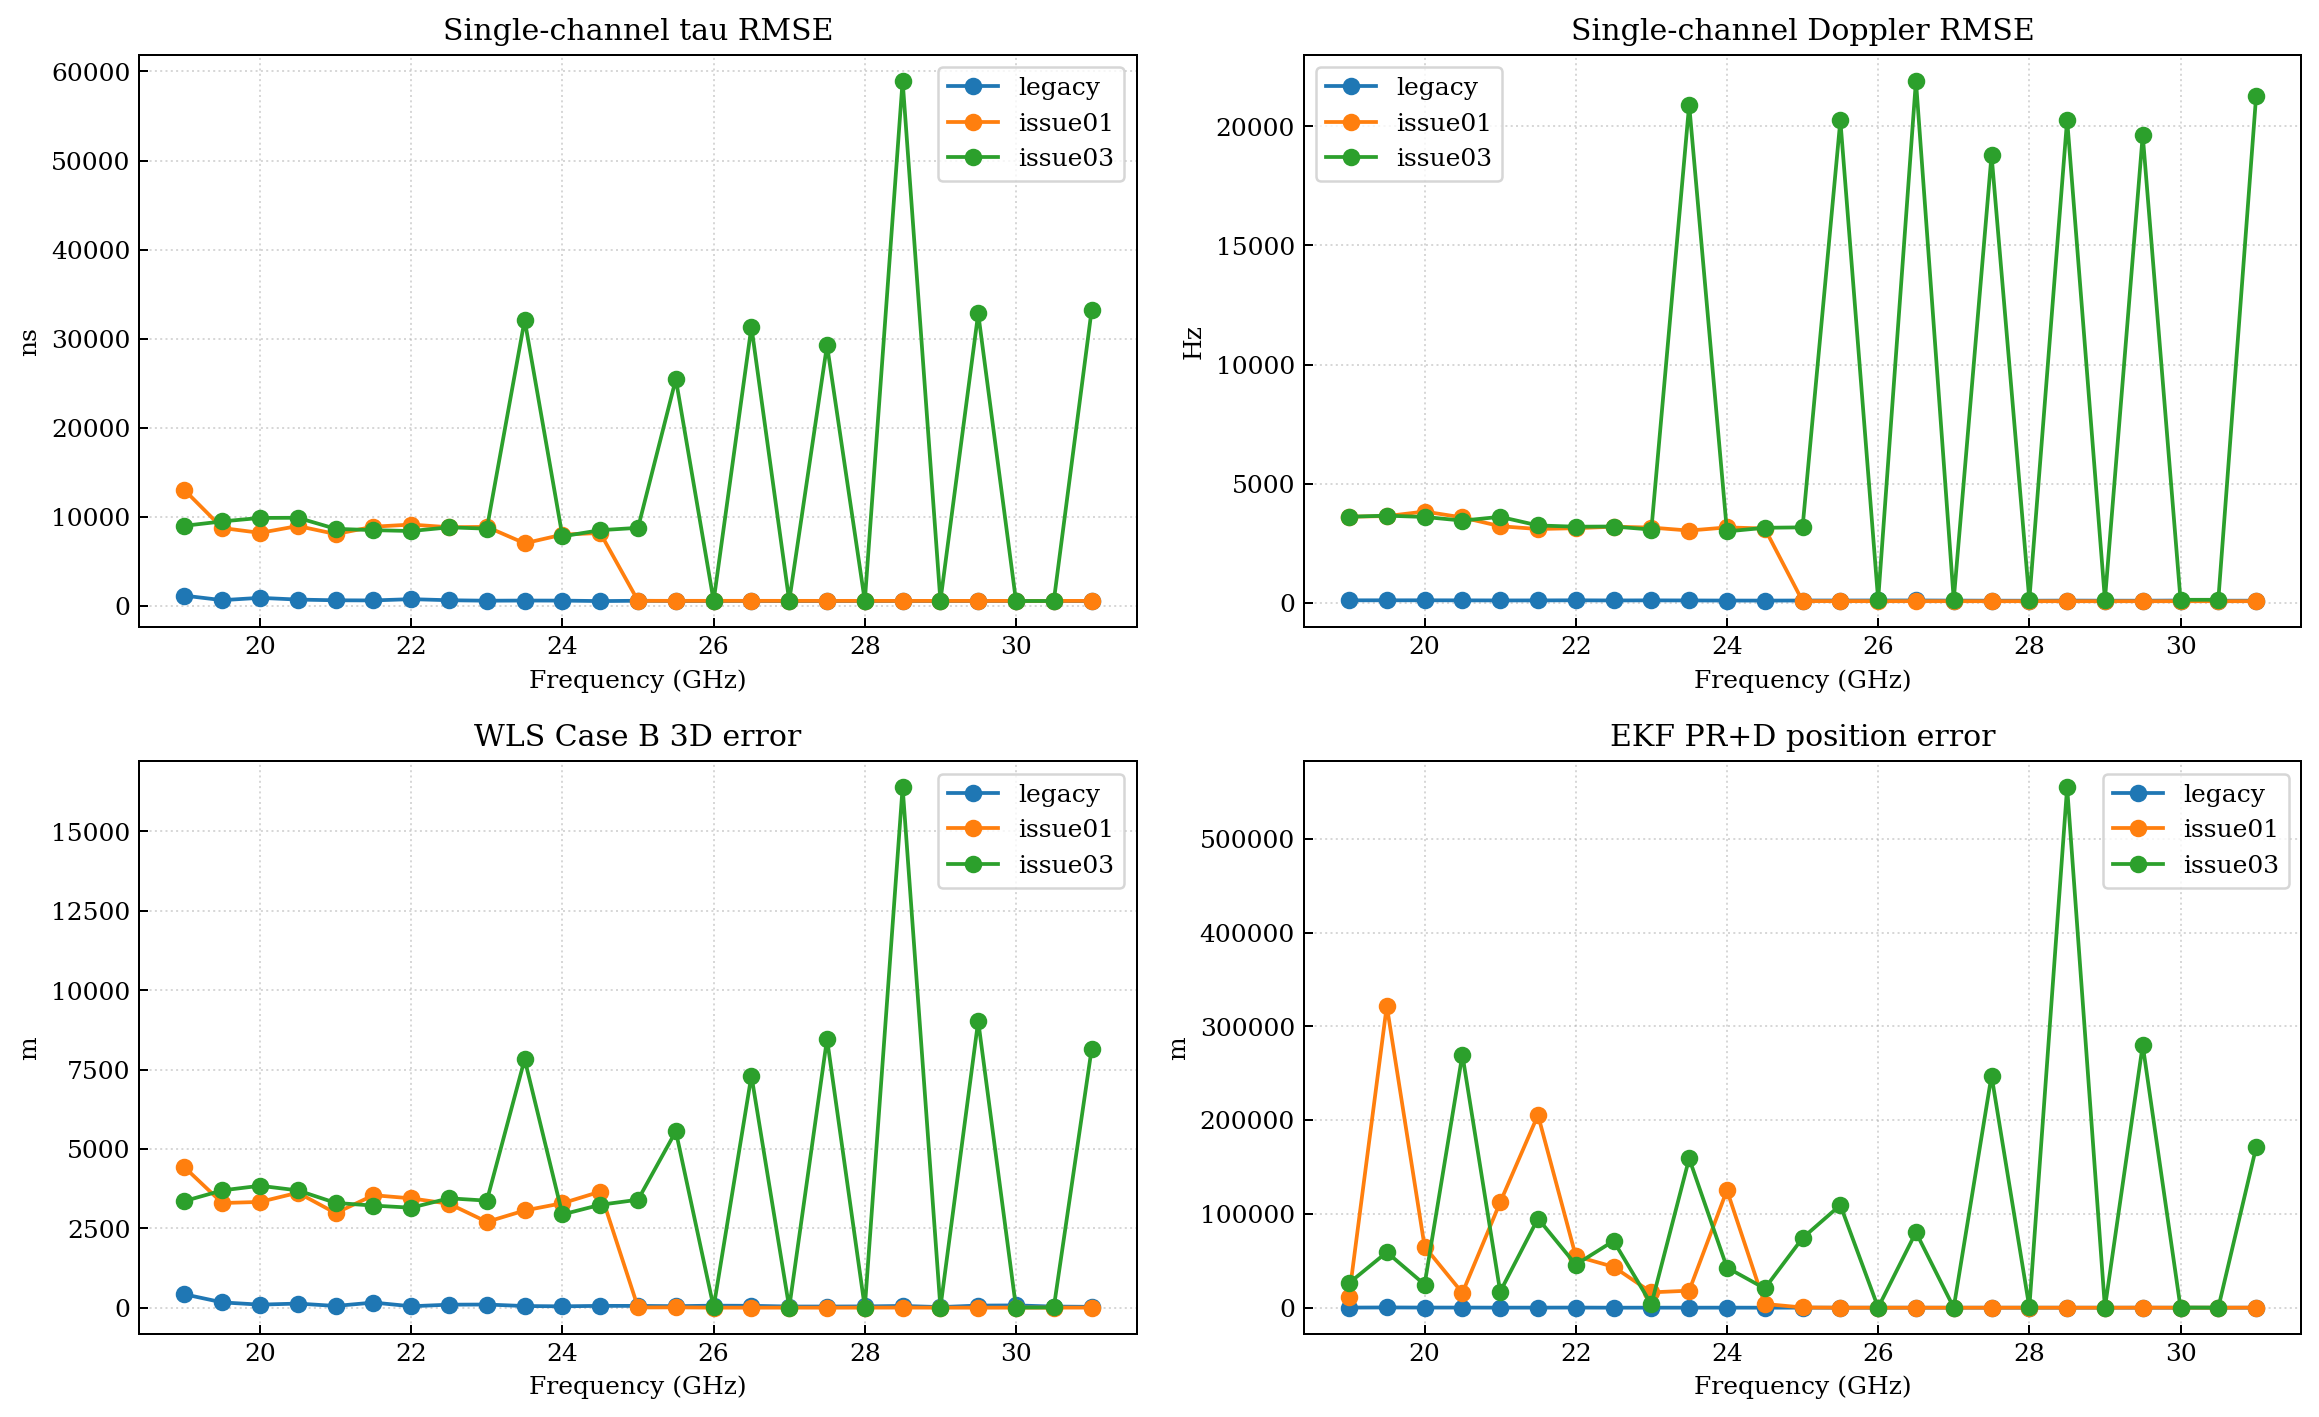 Single-channel tau RMSE
60000
50000
40000
30000
20000
10000
0
ns
legacy
issue01
issue03
20 22 24 26 28 30
Frequency (GHz)
Single-channel Doppler RMSE
20000
15000
10000
5000
0
Hz
legacy
issue01
issue03
20 22 24 26 28 30
Frequency (GHz)
WLS Case B 3D error
15000
12500
10000
7500
5000
2500
0
m
legacy
issue01
issue03
20 22 24 26 28 30
Frequency (GHz)
EKF PR+D position error
500000
400000
300000
200000
100000
0
m
legacy
issue01
issue03
20 22 24 26 28 30
Frequency (GHz)